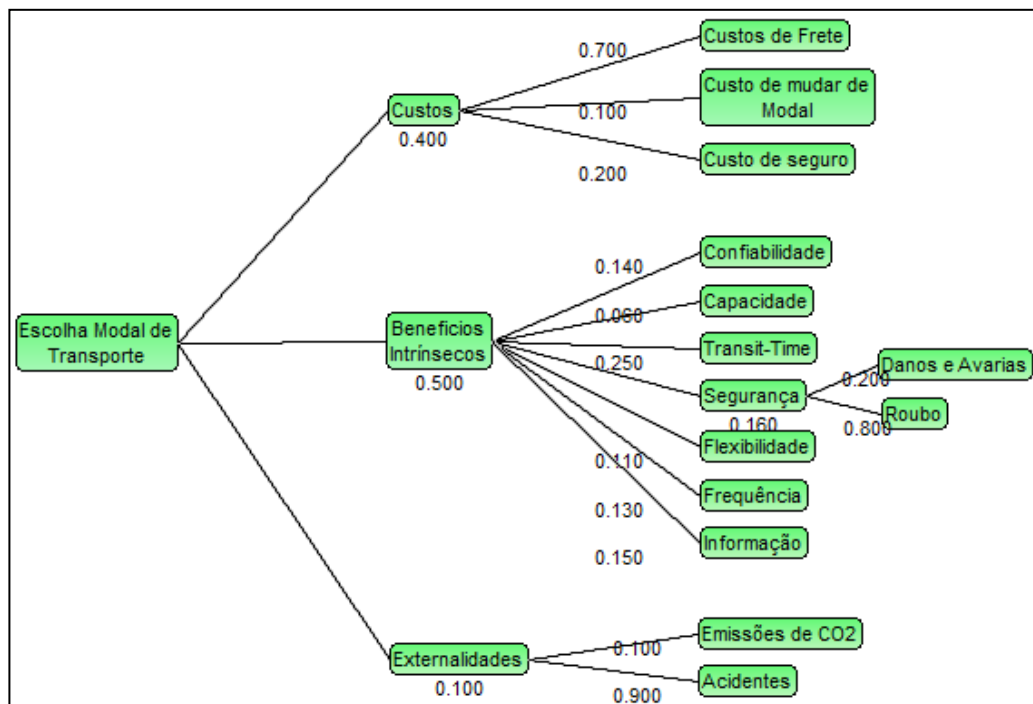 Custos de Frete
0.700
Custo de mudar de
Modal
0.100
Custos
0.400
Custo de seguro
0.200
Confiabilidade
0.140
Capacidade
0.060
Escolha Modal de
Transporte
Beneficios
Intrínsecos
0.500
Transit-Time
0.250
Danos e Avarias
0.200
Segurança
0.160
Roubo
0.800
Flexibilidade
0.110
Frequência
0.130
Informação
0.150
Emissões de CO2
0.100
Externalidades
0.100
Acidentes
0.900